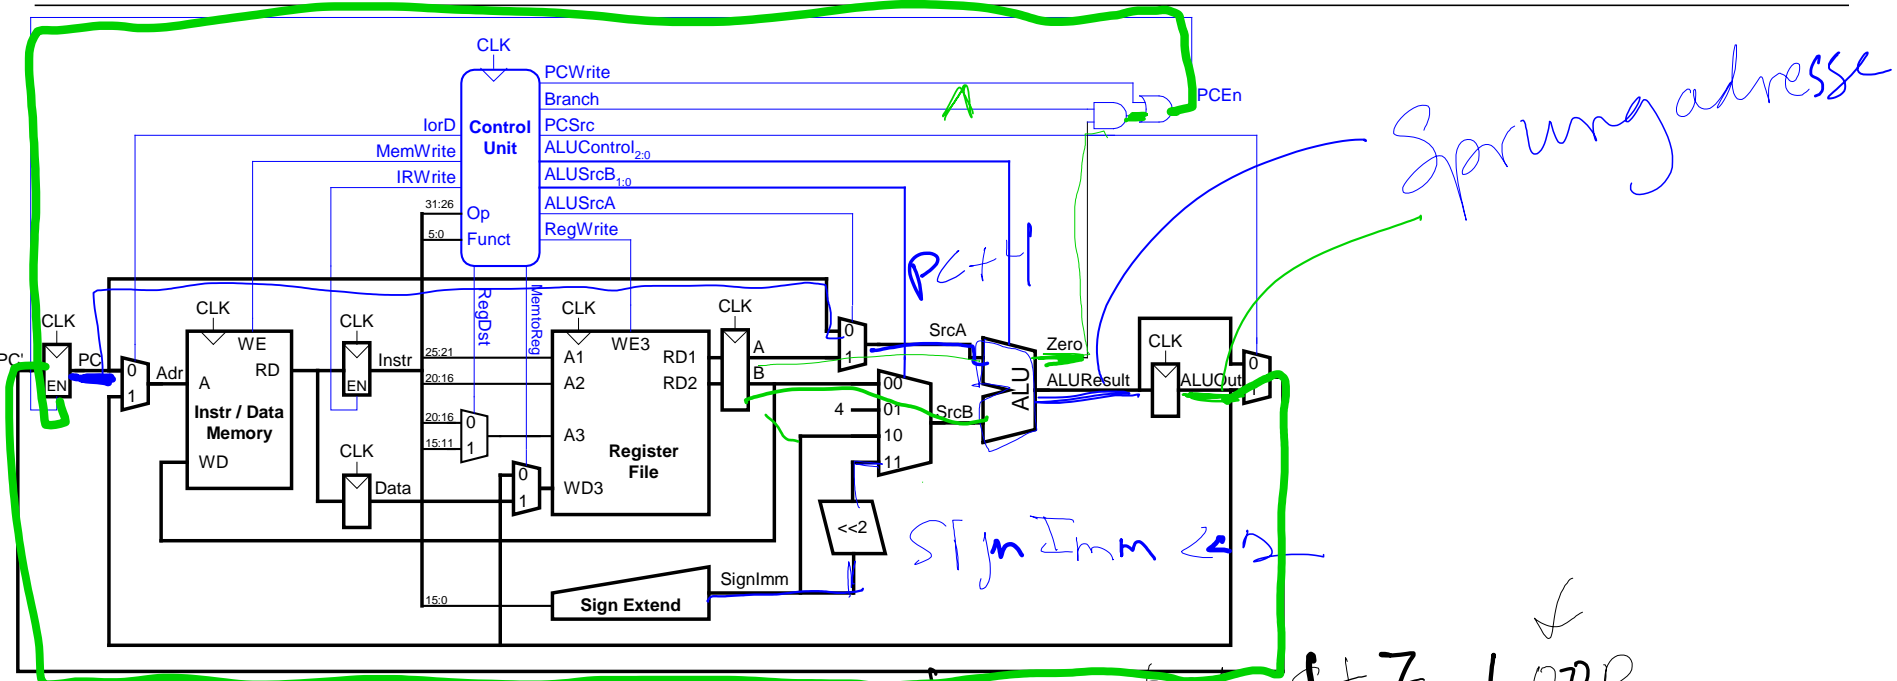 CLK
PCWrite
Branch
PCEn
IorD
Control
Unit
PCSrc
MemWrite
ALUControl2:0
IRWrite
ALUSrcB1:0
31:26
Op
ALUSrcA
5:0
Funct
RegWrite
Sprungadresse
PC+4
RegDst
MemtoReg
CLK
CLK
CLK
CLK
CLK
CLK
PC'
PC
EN
0
1
Adr
WE
A
RD
Instr / Data
Memory
WD
EN
Instr
25:21
20:16
20:16
15:11
0
1
A1
A2
A3
WD3
WE3
RD1
RD2
Register
File
A
B
0
1
SrcA
00
01
10
11
4
SrcB
ALU
Zero
ALUResult
ALUOut
0
CLK
Data
0
1
<<2
SignImm <<2
SignImm
15:0
Sign Extend